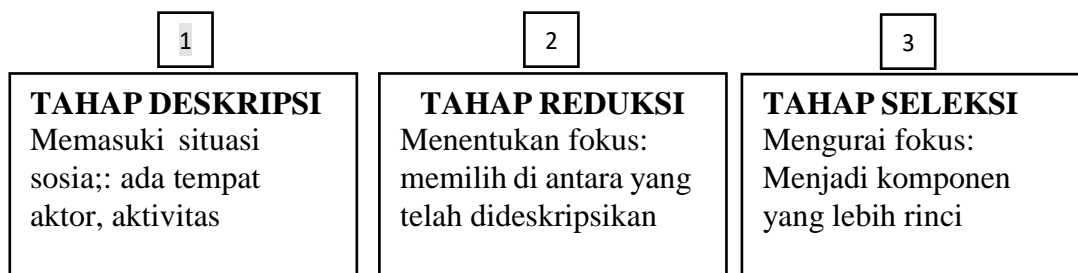 1
TAHAP DESKRIPSI
Memasuki situasi
sosia;: ada tempat
aktor, aktivitas
2
TAHAP REDUKSI
Menentukan fokus:
memilih di antara yang
telah dideskripsikan
3
TAHAP SELEKSI
Mengurai fokus:
Menjadi komponen
yang lebih rinci